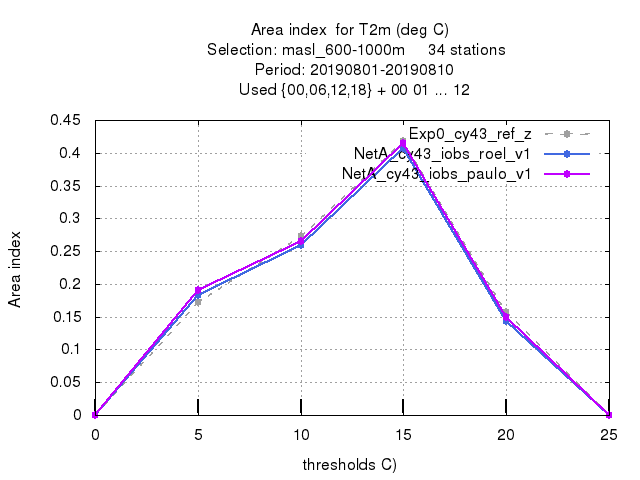 Area index  for T2m (deg C)
Selection: masl_600-1000m     34 stations
Period: 20190801-20190810
Used {00,06,12,18} + 00 01 ... 12
Exp0_cy43_ref_z
NetA_cy43_iobs_roel_v1
NetA_cy43_iobs_paulo_v1
0.45
0.4
0.35
0.3
0.25
0.2
0.15
0.1
0.05
0
Area index
0 5 10 15 20 25
thresholds C)